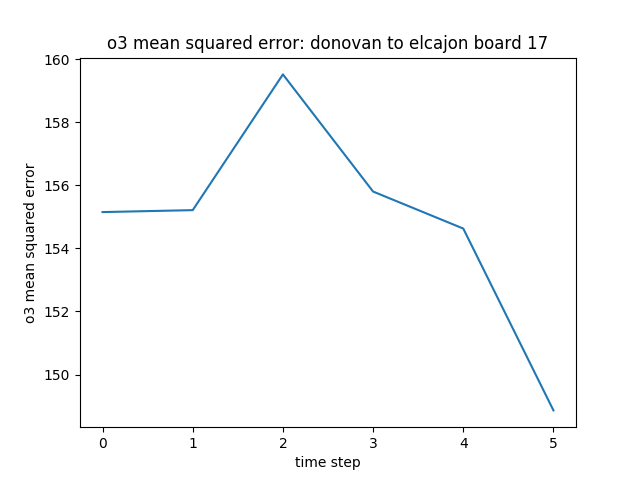 o3 mean squared error: donovan to elcajon board 17
o3 mean squared error
160
158
156
154
152
150
0 1 2 3 4 5
time step